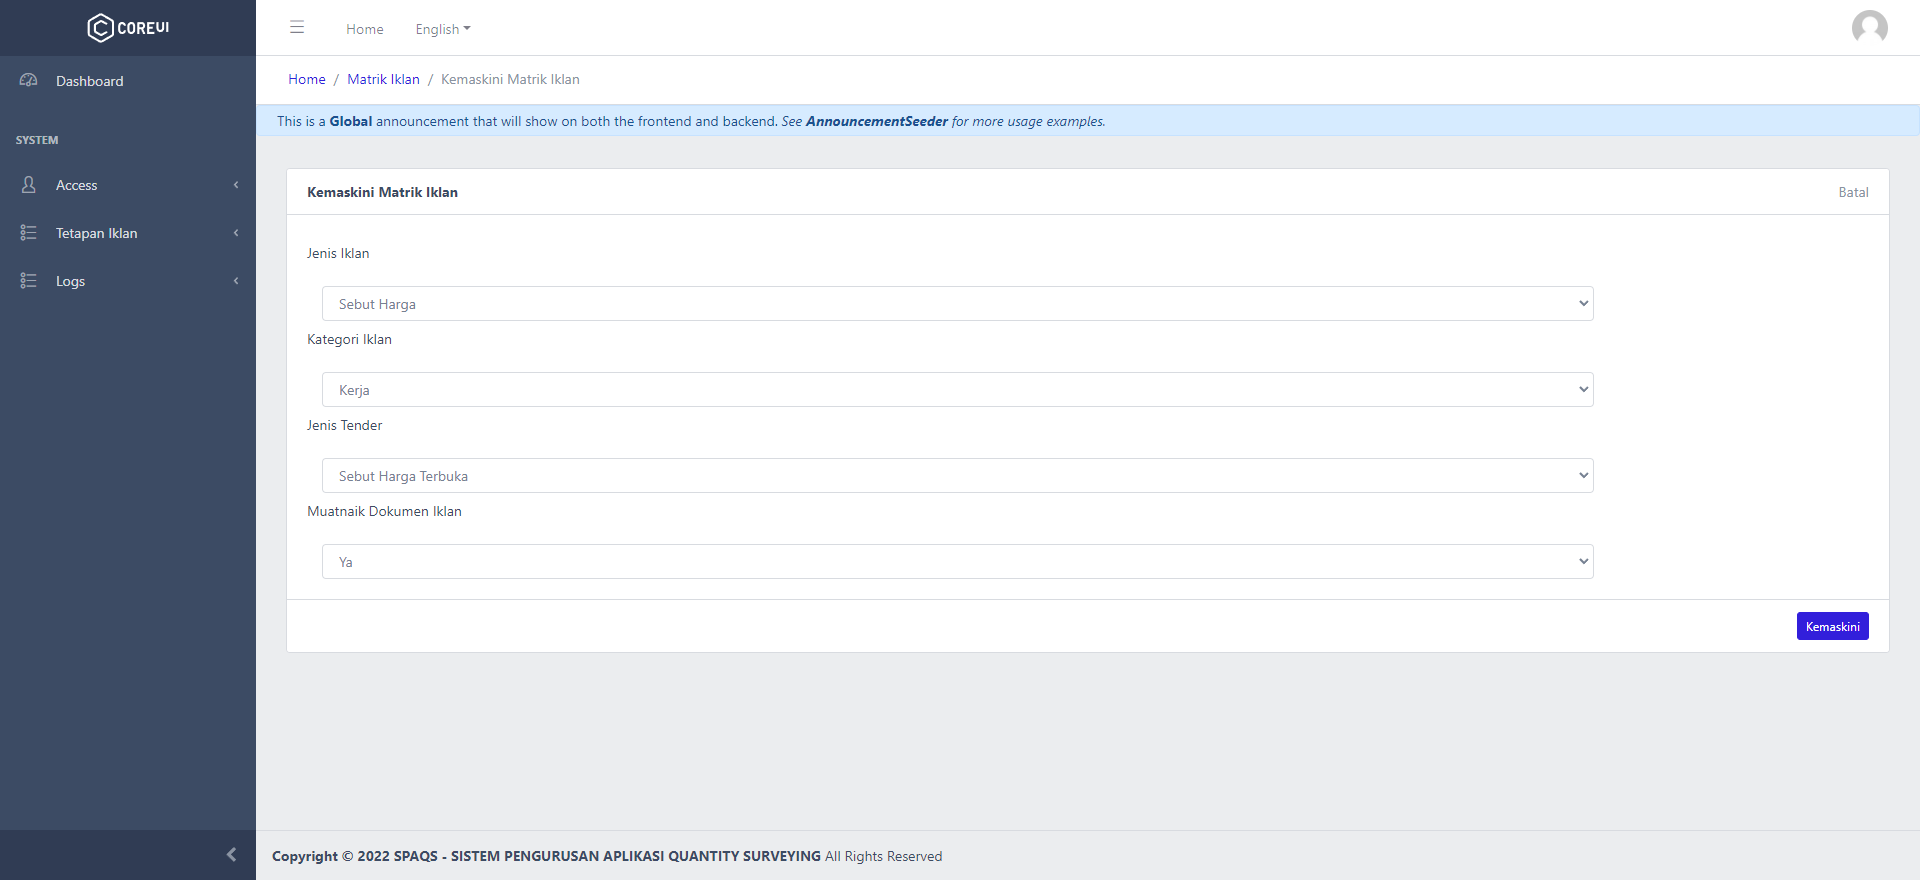 COREUI
Home
English
Dashboard
Home / Matrik Iklan / Kemaskini Matrik Iklan
This is a Global announcement that will show on both the frontend and backend. See AnnouncementSeeder for more usage examples.
SYSTEM
Access
Tetapan Iklan
Logs
Kemaskini Matrik Iklan
Batal
Jenis Iklan
Sebut Harga
Kategori Iklan
Kerja
Jenis Tender
Sebut Harga Terbuka
Muatnaik Dokumen Iklan
Ya
Kemaskini
Copyright © 2022 SPAQS - SISTEM PENGURUSAN APLIKASI QUANTITY SURVEYING All Rights Reserved